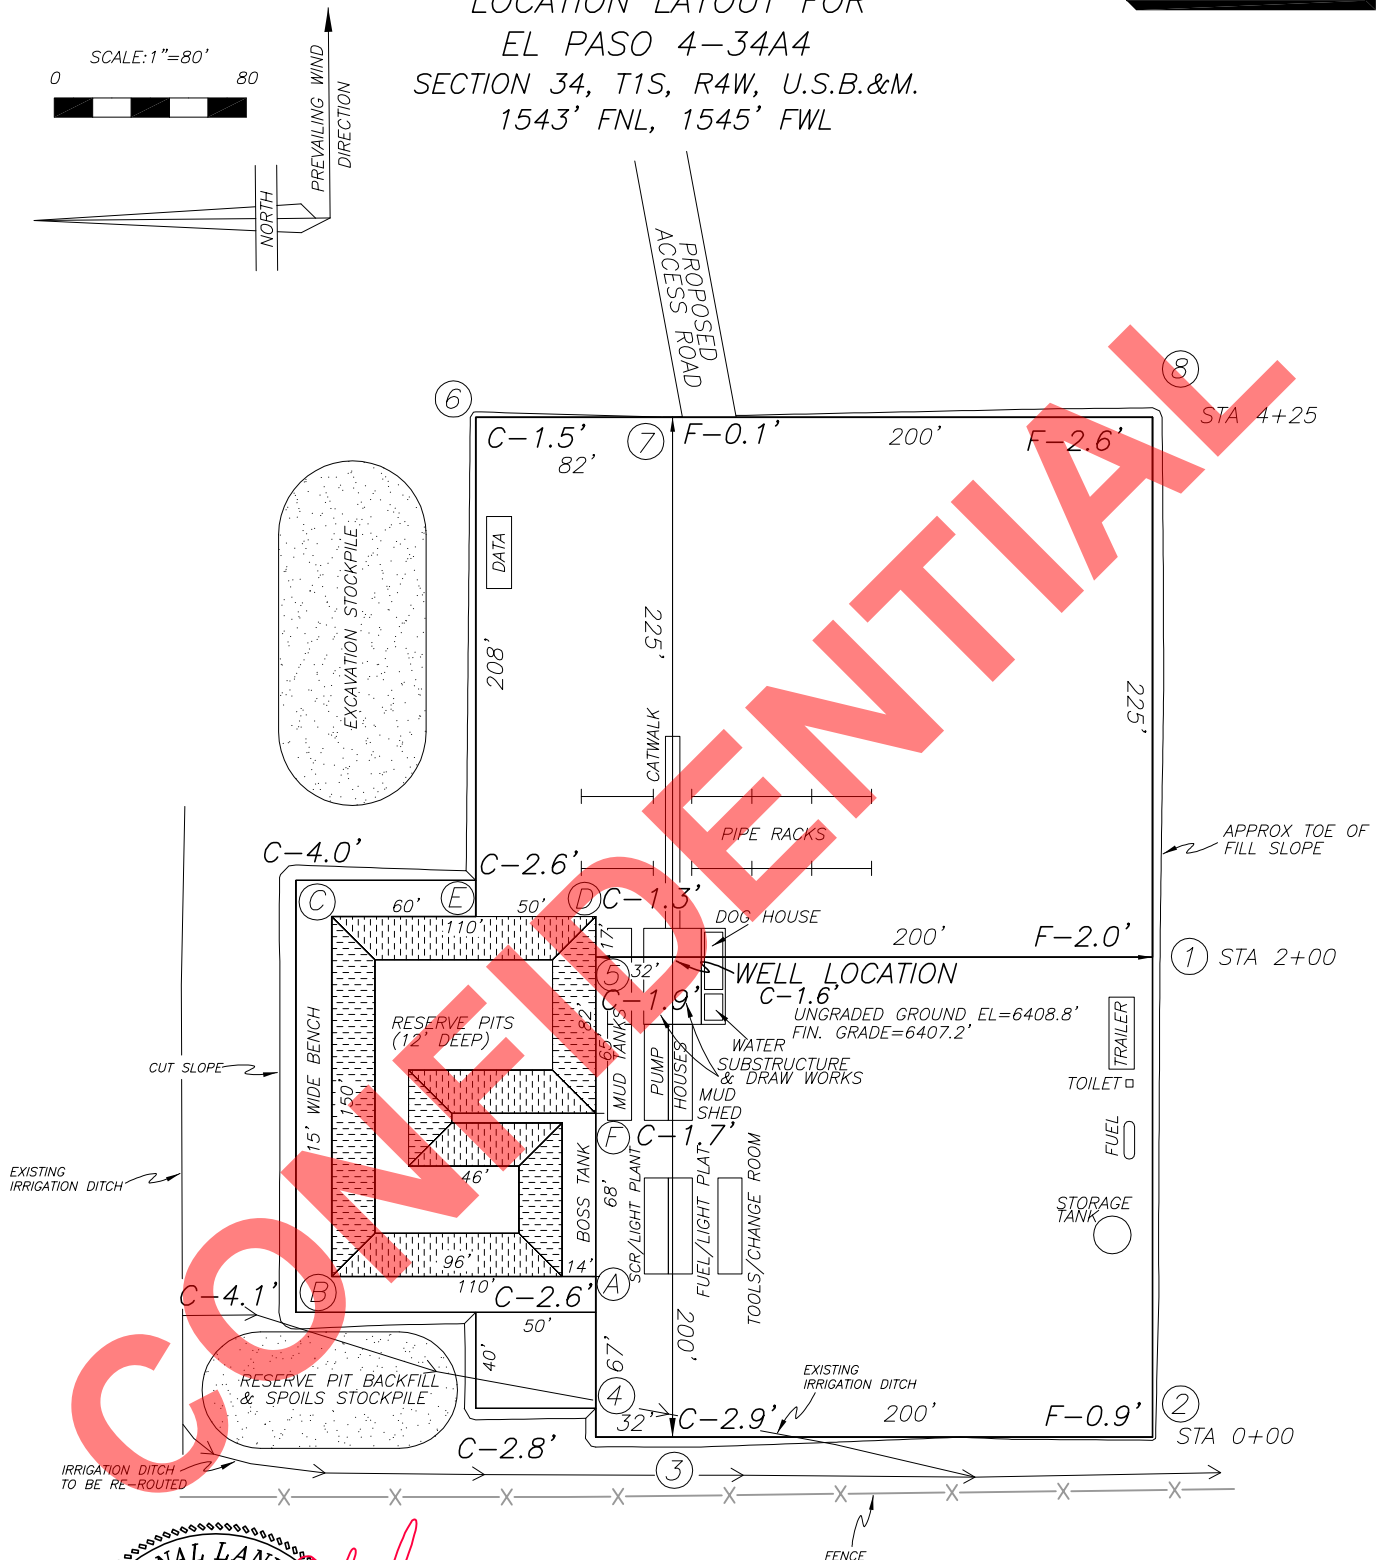 LOCATION LAYOUT FOR
EL PASO 4-34A4
SECTION 34, T1S, R4W, U.S.B.&M.
1543' FNL, 1545' FWL
SCALE:1"=80'
0 80
PREVAILING WIND
DIRECTION
NORTH
PROPOSED
ACCESS ROAD
6
8
STA 4+25
C-1.5'
7
F-0.1'
200'
F-2.6'
82'
DATA
EXCAVATION STOCKPILE
208'
225'
225'
CATWALK
PIPE RACKS
APPROX TOE OF
FILL SLOPE
C-4.0'
C-2.6'
C
E
D
C-1.3'
60'
50'
110'
17'
DOG HOUSE
200'
F-2.0'
1
STA 2+00
5
32'
WELL LOCATION
C-1.9'
C-1.6'
UNGRADED GROUND EL=6408.8'
FIN. GRADE=6407.2'
RESERVE PITS
(12' DEEP)
82'
65'
MUD TANKS
PUMP
HOUSES
WATER
SUBSTRUCTURE
& DRAW WORKS
MUD
SHED
TRAILER
TOILET
FUEL
CUT SLOPE
15' WIDE BENCH
150'
F
C-1.7'
EXISTING
IRRIGATION DITCH
46'
BOSS TANK
68'
SCR/LIGHT PLANT
FUEL/LIGHT PLAT
TOOLS/CHANGE ROOM
STORAGE
TANK
96'
14'
110'
B
A
C-4.1'
C-2.6'
50'
40'
67'
200'
RESERVE PIT BACKFILL
& SPOILS STOCKPILE
4
EXISTING
IRRIGATION DITCH
32'
C-2.9'
200'
F-0.9'
2
STA 0+00
C-2.8'
3
IRRIGATION DITCH
TO BE RE-ROUTED
X X X X X X X X X
FENCE
NAL LAN
CONFIDENTIAL